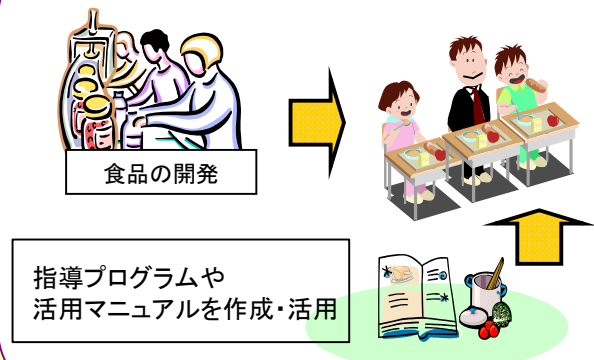 食品の開発
指導プログラムや
活用マニュアルを作成・活用